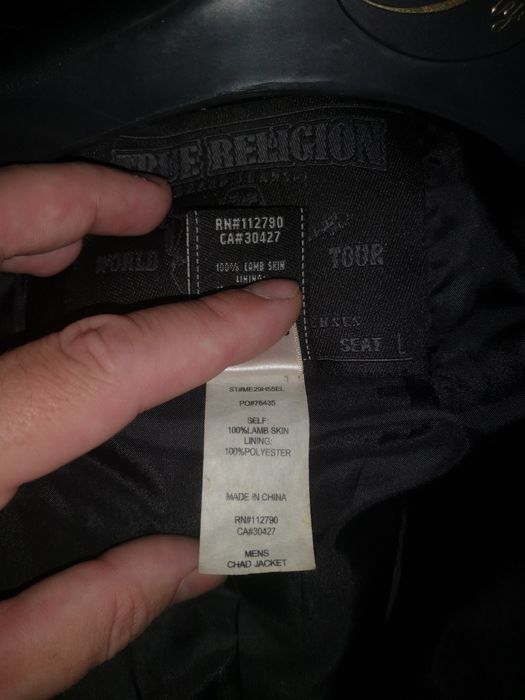 TRUE RELIGION
WORLD TOUR
SEAT L
RN#112790
CA#30427
100% LAMB SKIN
LINING:
ST#ME29H55EL
PO#76435
SELF:
100%LAMB SKIN
LINING:
100%POLYESTER
MADE IN CHINA
RN#112790
CA#30427
MENS
CHAD JACKET